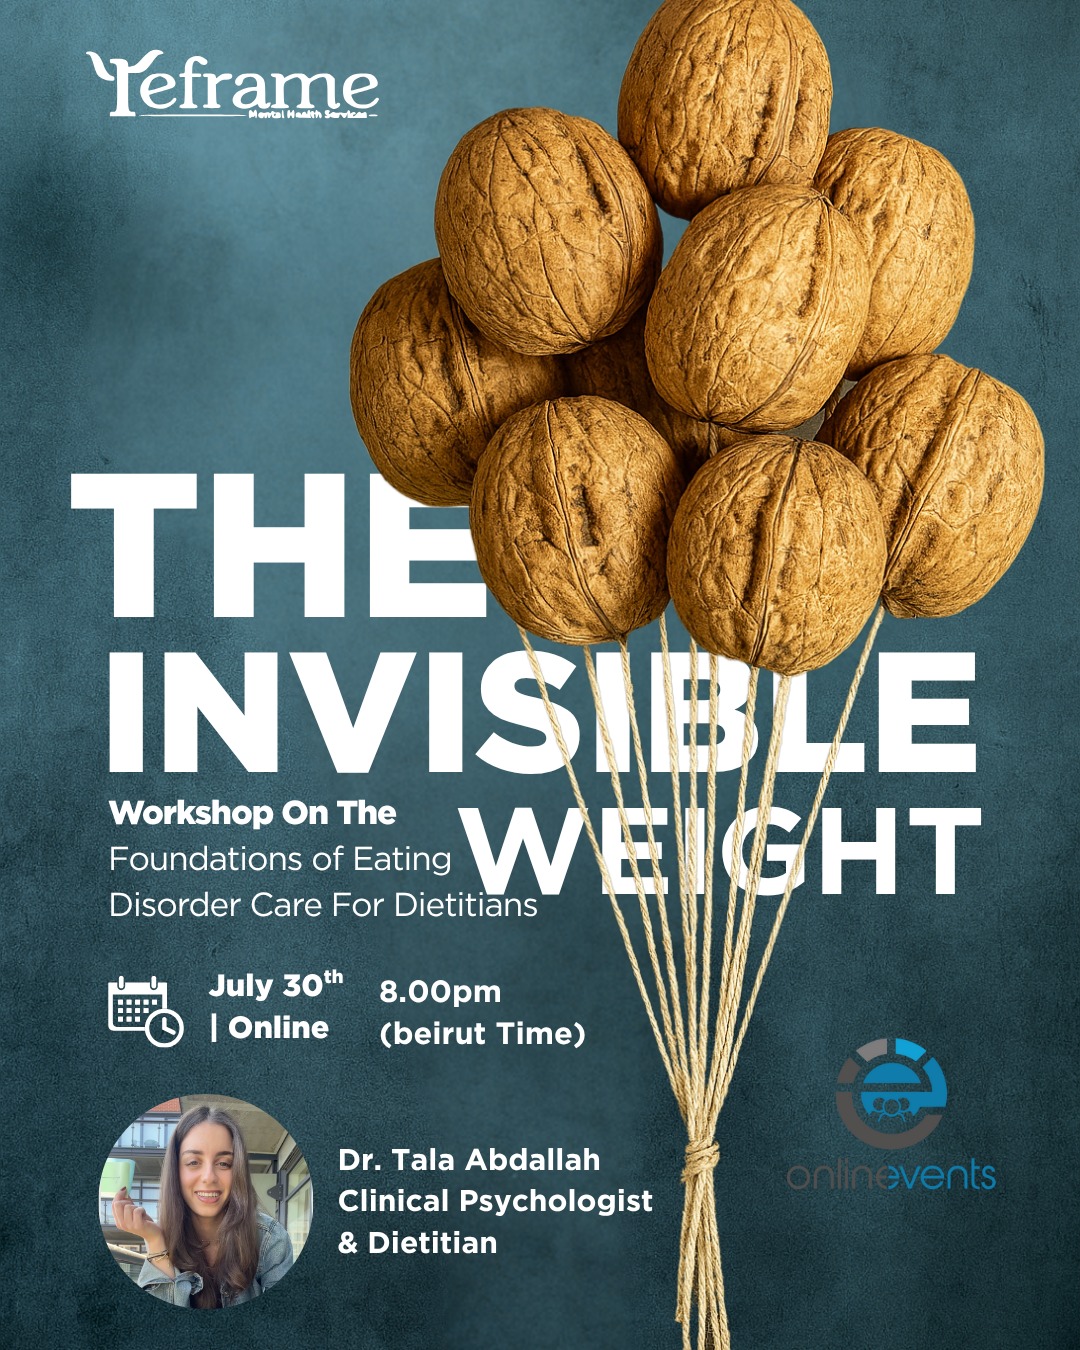 reframe
Mental Health Services
THE
INVISIBLE
WEIGHT
Workshop On The
Foundations of Eating
Disorder Care For Dietitians
July 30th
| Online
8.00pm
(beirut Time)
Dr. Tala Abdallah
Clinical Psychologist
& Dietitian
onlinevents